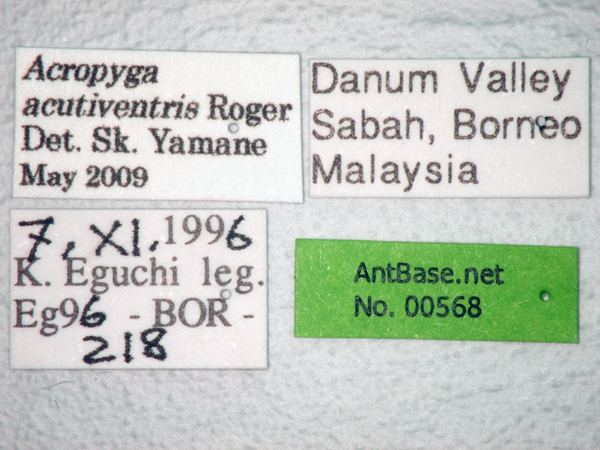 Acropyga
acutiventris Roger
Det. Sk. Yamane
May 2009
Danum Valley
Sabah, Borneo
Malaysia
7, XI, 1996
K. Eguchi leg.
Eg96 - BOR -
218
AntBase.net
No. 00568